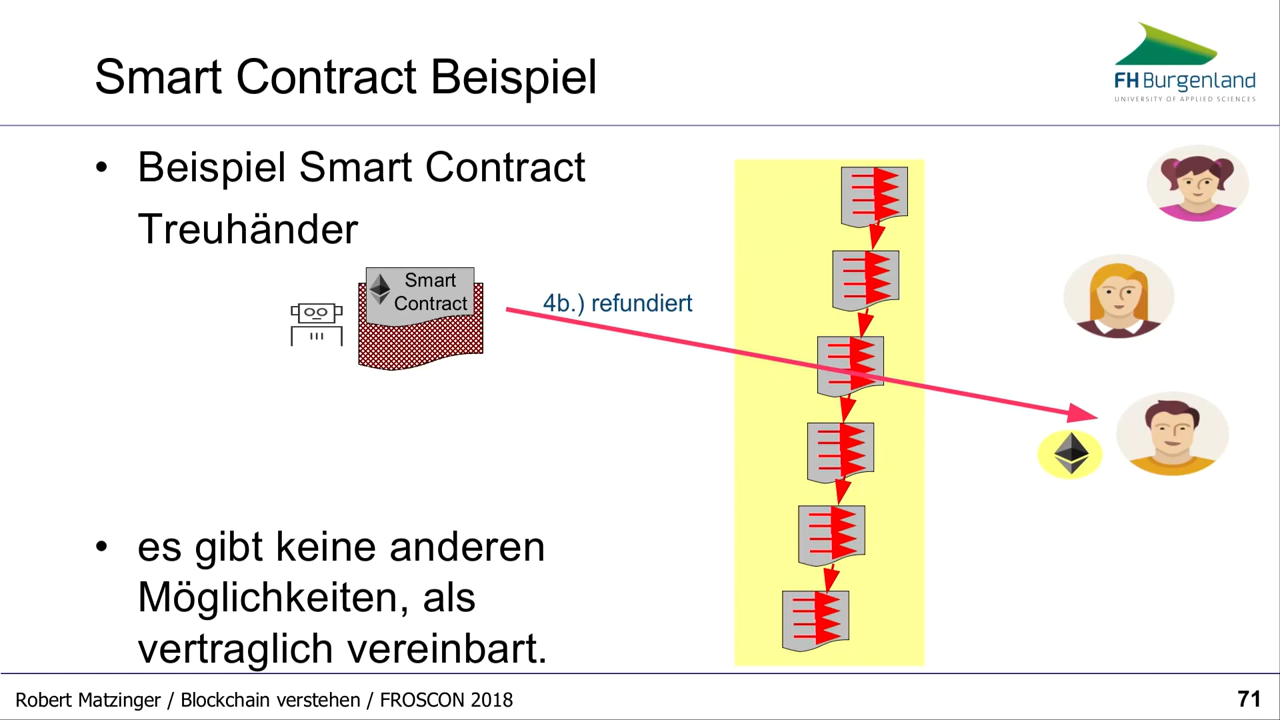 Smart Contract Beispiel
FH Burgenland
UNIVERSITY OF APPLIED SCIENCES
• Beispiel Smart Contract
Treuhänder
Smart
Contract
4b.) refundiert
• es gibt keine anderen
Möglichkeiten, als
vertraglich vereinbart.
Robert Matzinger / Blockchain verstehen / FROSCON 2018
71